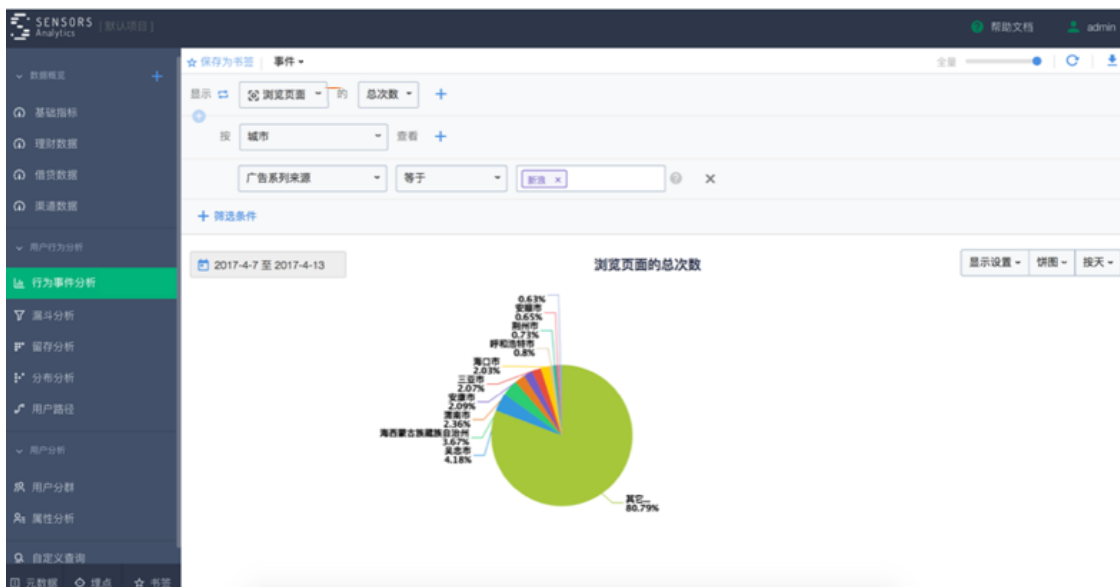 SENSORS
Analytics
[默认项目]
帮助文档
admin
数据概览
基础指标
理财数据
借贷数据
渠道数据
用户行为分析
行为事件分析
漏斗分析
留存分析
分布分析
用户路径
用户分析
用户分群
属性分析
自定义查询
元数据 埋点 书签
保存为书签 事件
全量
显示 浏览页面 的 总次数
按 城市 查看
广告系列来源 等于 新浪 ×
筛选条件
2017-4-7 至 2017-4-13
浏览页面的总次数
显示设置 饼图 按天
0.63%
安顺市
0.65%
荆州市
0.73%
呼和浩特市
0.8%
海口市
2.03%
三亚市
2.07%
安康市
2.09%
渭南市
2.36%
海西蒙古族藏族自治州
3.67%
吴忠市
4.18%
其它...
80.79%